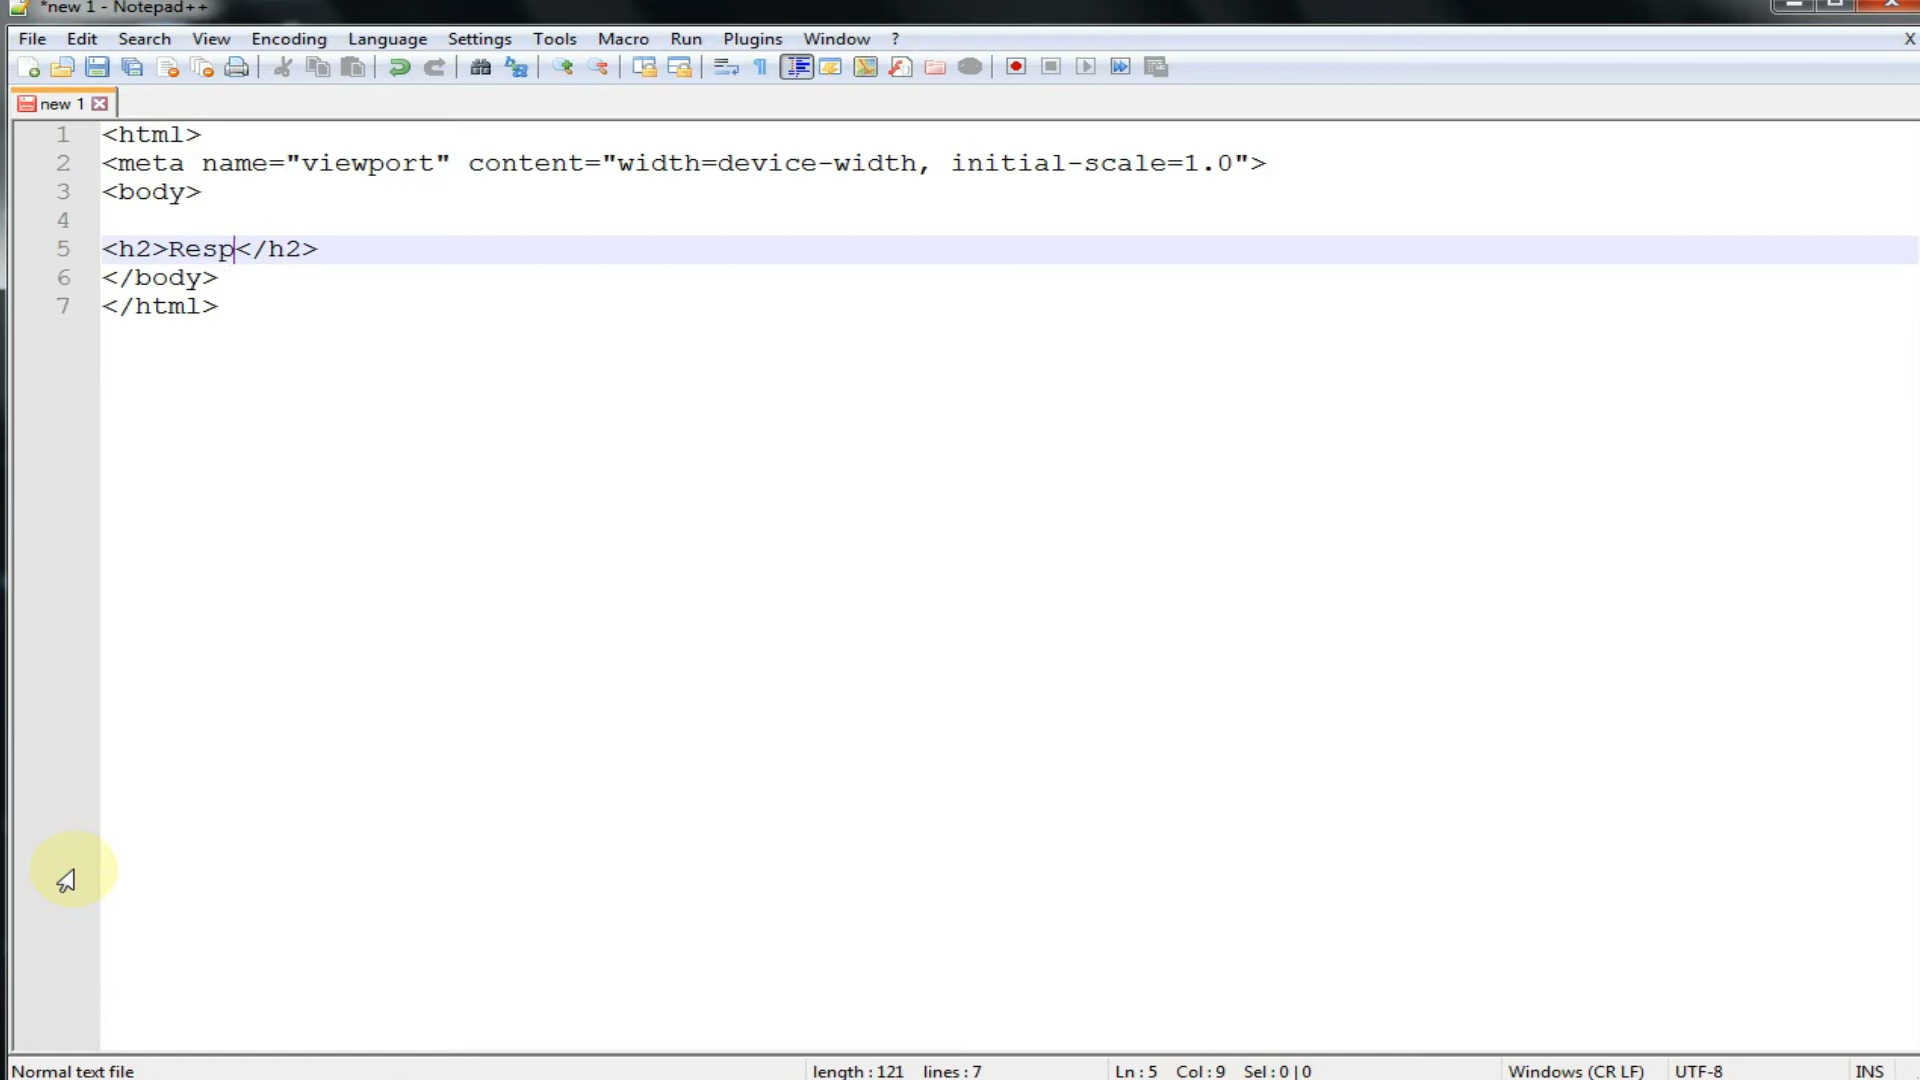 *new 1 - Notepad++
File Edit Search View Encoding Language Settings Tools Macro Run Plugins Window ? X
new 1
1 <html>
2 <meta name="viewport" content="width=device-width, initial-scale=1.0">
3 <body>
4
5 <h2>Resp</h2>
6 </body>
7 </html>
Normal text file length : 121 lines : 7 Ln : 5 Col : 9 Sel : 0 | 0 Windows (CR LF) UTF-8 INS